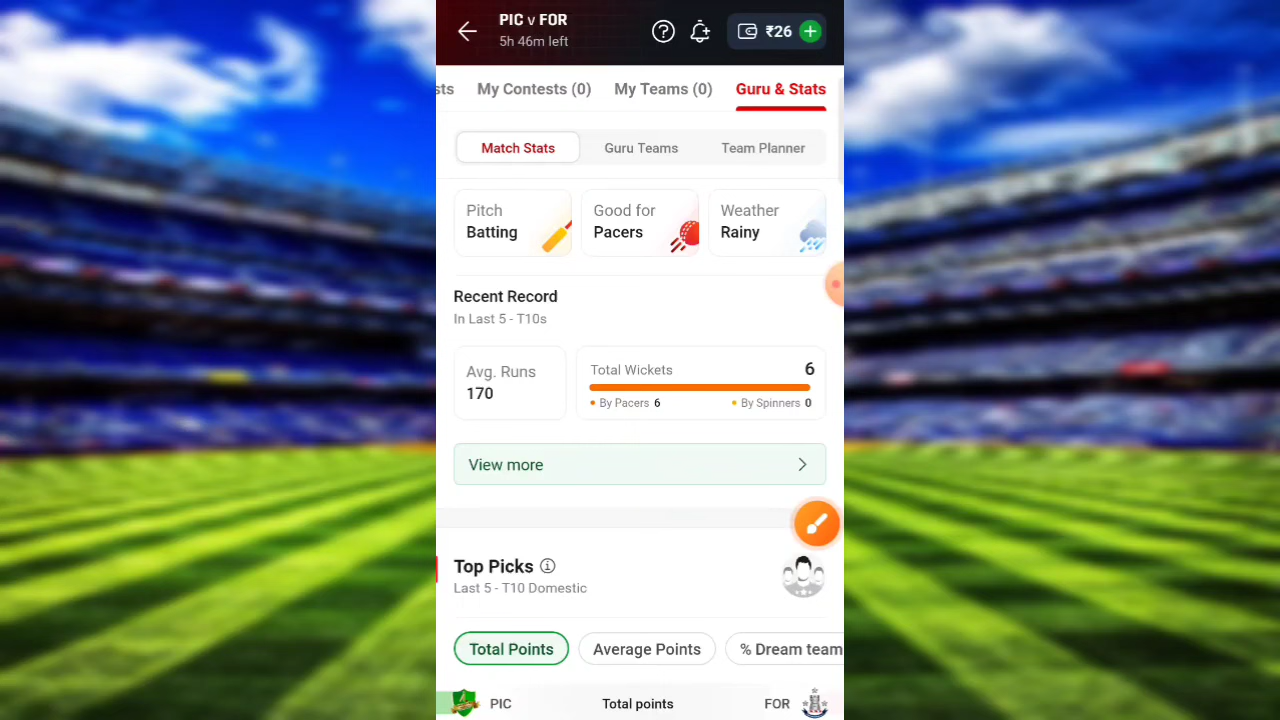 PIC v FOR
5h 46m left
₹26
sts
My Contests (0)
My Teams (0)
Guru & Stats
Match Stats
Guru Teams
Team Planner
Pitch
Batting
Good for
Pacers
Weather
Rainy
Recent Record
In Last 5 - T10s
Avg. Runs
170
Total Wickets
6
By Pacers 6
By Spinners 0
View more
Top Picks
Last 5 - T10 Domestic
Total Points
Average Points
% Dream team
PIC
Total points
FOR